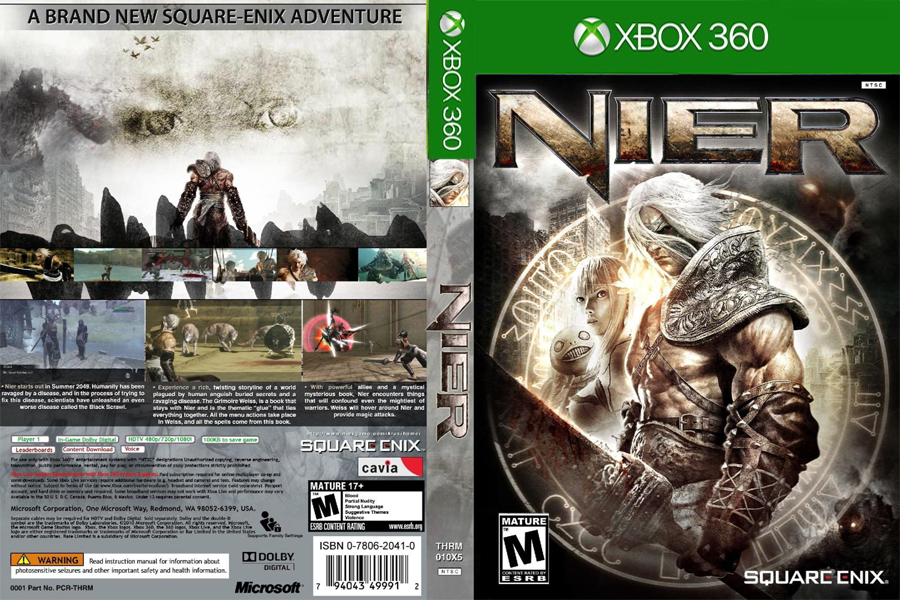 A BRAND NEW SQUARE-ENIX ADVENTURE
• Nier starts out in Summer 2049. Humanity has been
ravaged by a disease, and in the process of trying to
fix this disease, scientists have unleashed an even
worse disease called the Black Scrawl.
• Experience a rich, twisting storyline of a world
plagued by human anguish buried secrets and a
ravaging disease. The Grimoire Weiss, is a book that
stays with Nier and is the thematic "glue" that ties
everything together. All the menu actions take place
in Weiss, and all the spells come from this book.
• With powerful allies and a mystical
mysterious book, Nier encounters things
that will confound even the mightiest of
warriors. Weiss will hover around Nier and
provide magic attacks.
Player 1
In-Game Dolby Digital
HDTV 480p/720p/1080i
100KB to save game
Leaderboards
Content Download
Voice
SQUARE ENIX
cavia
MATURE 17+
M
Blood
Partial Nudity
Strong Language
Suggestive Themes
Violence
ESRB CONTENT RATING
www.esrb.org
Microsoft Corporation, One Microsoft Way, Redmond, WA 98052-6399, USA.
Supports Family Settings
WARNING
Read instruction manual for information about
photosensitive seizures and other important safety and health information.
DOLBY
DIGITAL
0001 Part No. PCR-THRM
Microsoft
ISBN 0-7806-2041-0
7 94043 49991 2
XBOX 360
NIER
THRM
010X5
NTSC
XBOX 360
NTSC
NIER
MATURE
M
CONTENT RATED BY
ESRB
SQUARE ENIX